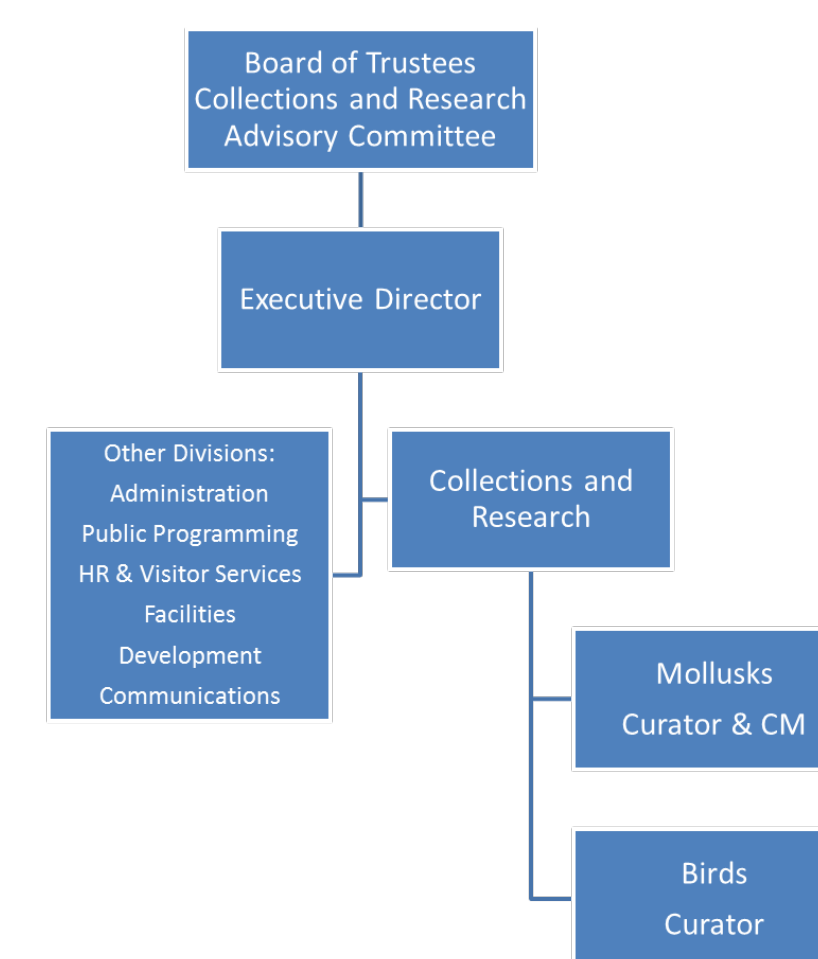 Board of Trustees
Collections and Research
Advisory Committee
Executive Director
Other Divisions:
Administration
Public Programming
HR & Visitor Services
Facilities
Development
Communications
Collections and
Research
Mollusks
Curator & CM
Birds
Curator